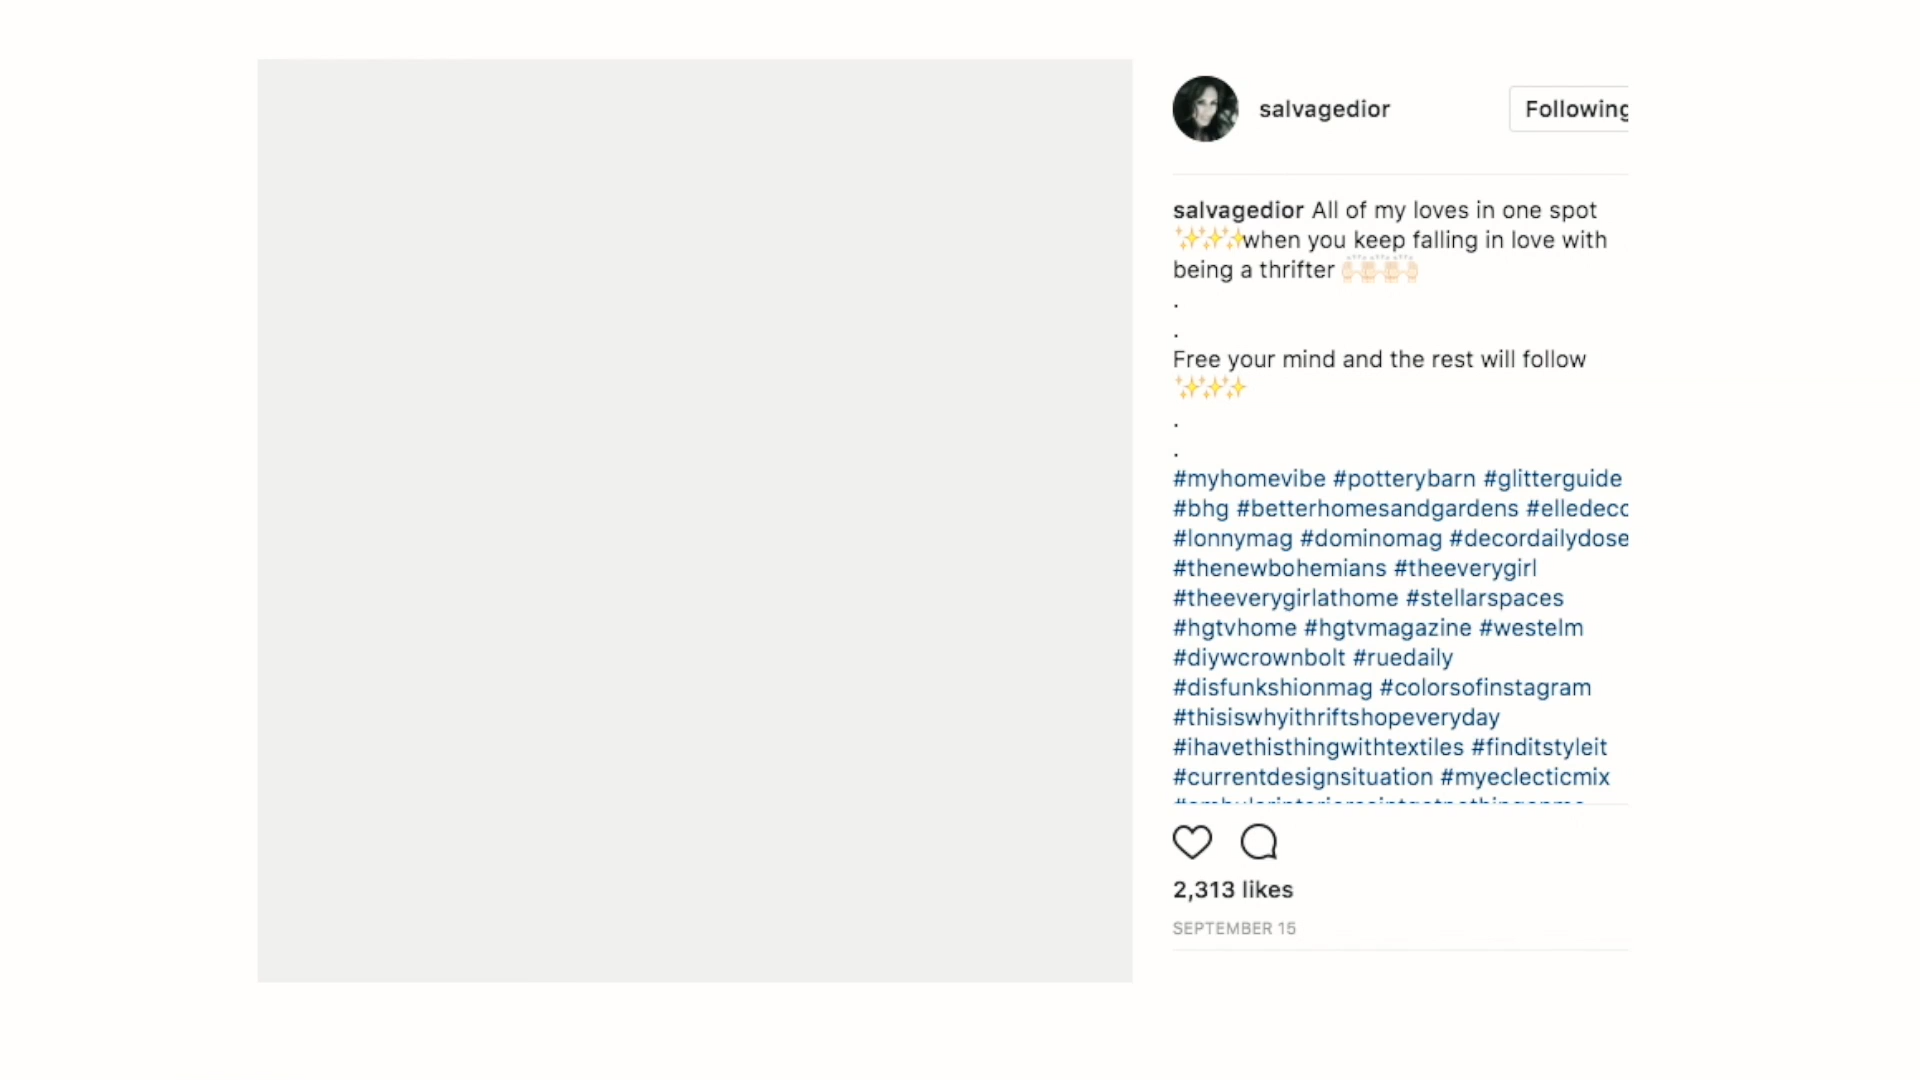 salvagedior
Following
salvagedior All of my loves in one spot
✨✨✨when you keep falling in love with
being a thrifter 🙌🏻🙌🏻
.
.
Free your mind and the rest will follow
✨✨✨
.
.
#myhomevibe #potterybarn #glitterguide
#bhg #betterhomesandgardens #elledeco
#lonnymag #dominomag #decordailydose
#thenewbohemians #theeverygirl
#theeverygirlathome #stellarspaces
#hgtvhome #hgtvmagazine #westelm
#diywcrownbolt #ruedaily
#disfunkshionmag #colorsofinstagram
#thisiswhyithriftshopeveryday
#ihavethisthingwithtextiles #finditstyleit
#currentdesignsituation #myeclecticmix
2,313 likes
SEPTEMBER 15